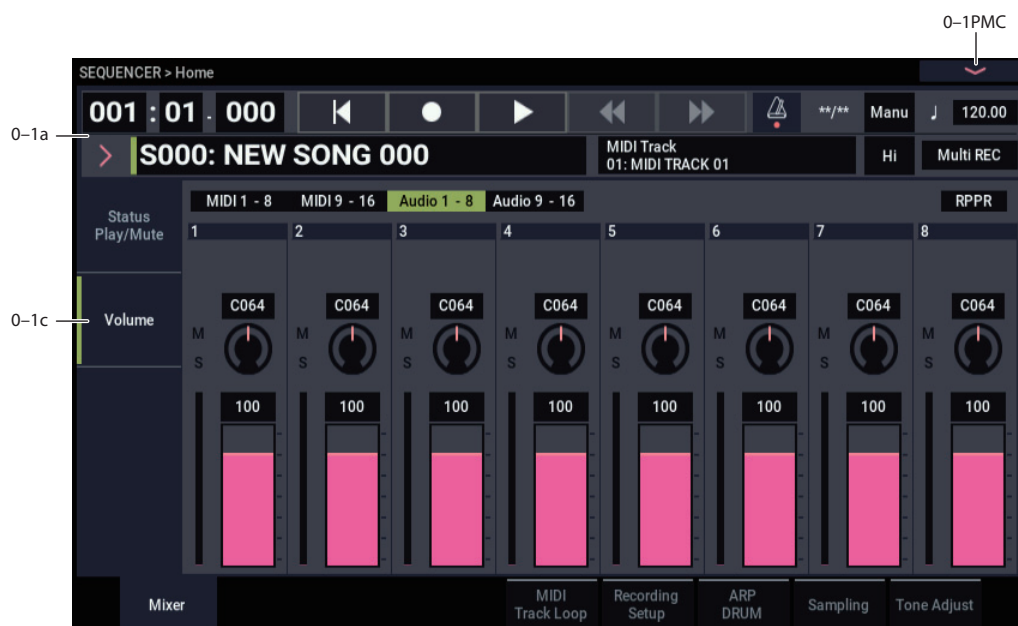 0–1PMC
SEQUENCER > Home
001 : 01 . 000 **/** Manu ♩ 120.00
0–1a
S000: NEW SONG 000
MIDI Track
01: MIDI TRACK 01
Hi Multi REC
MIDI 1 - 8 MIDI 9 - 16 Audio 1 - 8 Audio 9 - 16 RPPR
Status
Play/Mute
1 2 3 4 5 6 7 8
0–1c
Volume
C064 C064 C064 C064 C064 C064 C064 C064
M M M M M M M M
S S S S S S S S
100 100 100 100 100 100 100 100
Mixer
MIDI
Track Loop
Recording
Setup
ARP
DRUM
Sampling
Tone Adjust